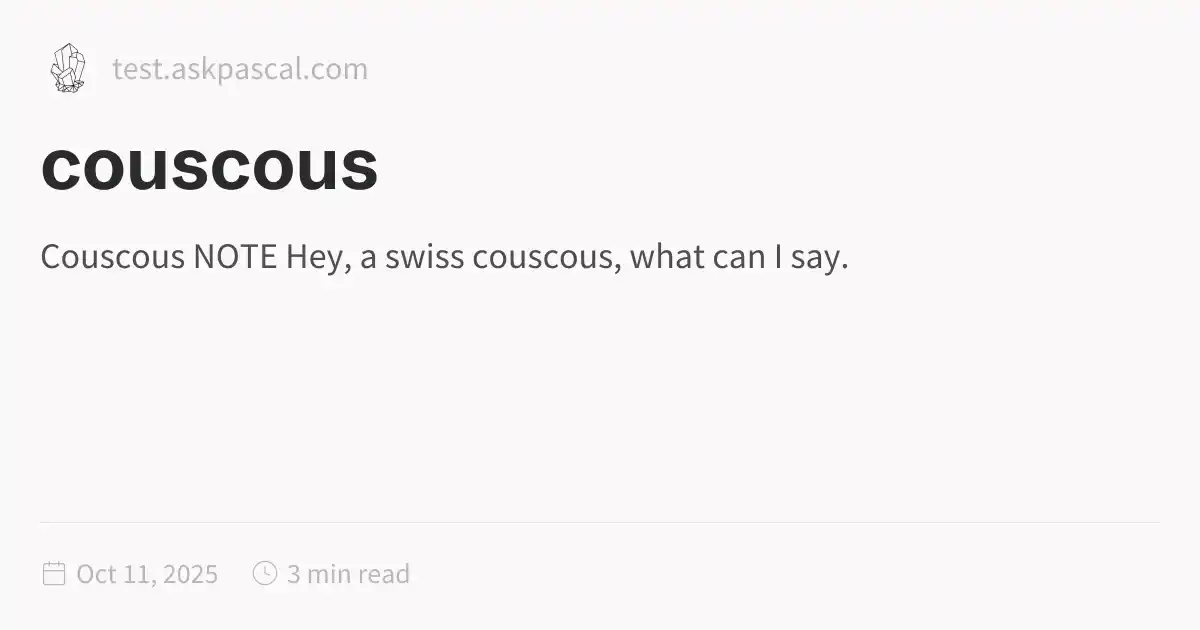 test.askpascal.com
couscous
Couscous NOTE Hey, a swiss couscous, what can I say.
Oct 11, 2025 3 min read